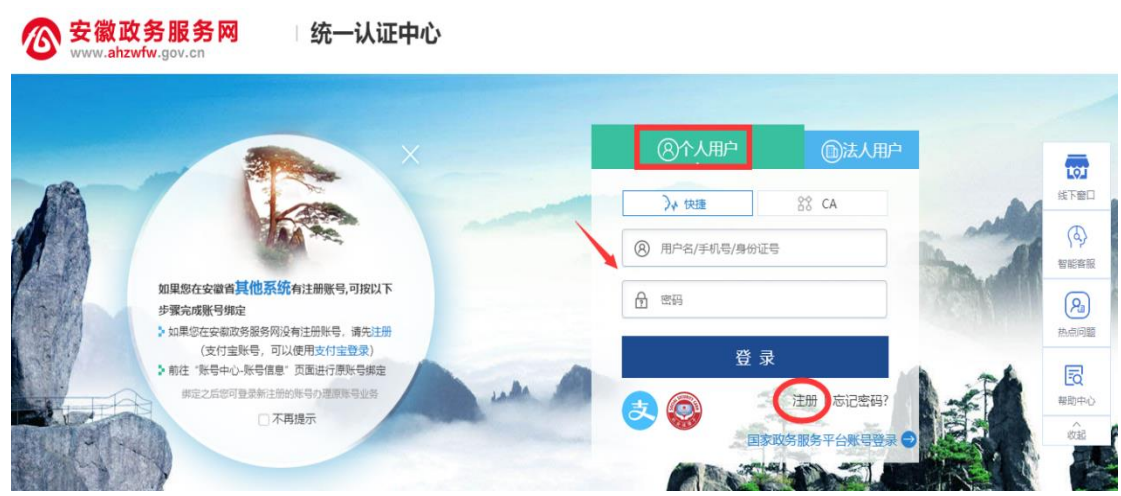 安徽政务服务网
www.ahzwfw.gov.cn
统一认证中心
个人用户
法人用户
快捷
CA
用户名/手机号/身份证号
密码
登录
支
注册
忘记密码?
国家政务服务平台账号登录
如果您在安徽省其他系统有注册账号,可按以下
步骤完成账号绑定
如果您在安徽政务服务网没有注册账号，请先注册
（支付宝账号，可以使用支付宝登录）
前往“账号中心-账号信息”页面进行原账号绑定
绑定之后您可登录新注册的账号办理原账号业务
不再提示
线下窗口
智能客服
热点问题
帮助中心
收起